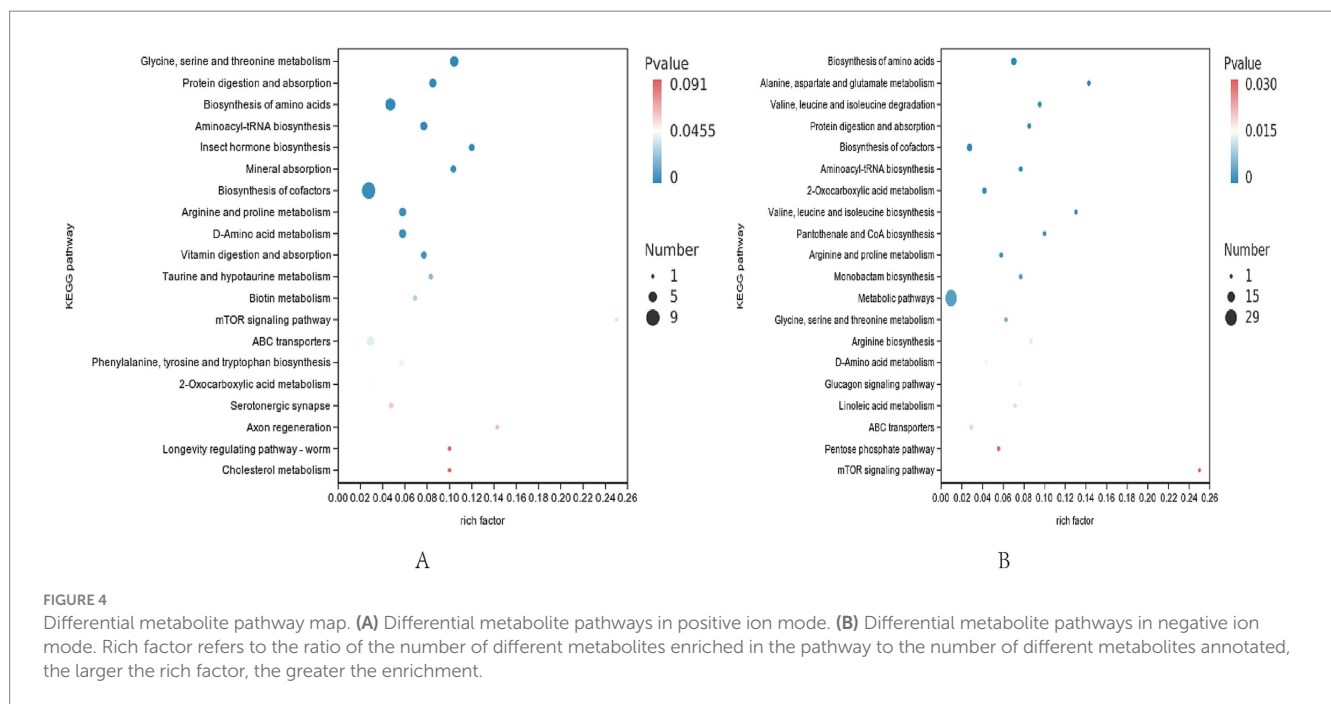 Glycine, serine and threonine metabolism
Protein digestion and absorption
Biosynthesis of amino acids
Aminoacyl-tRNA biosynthesis
Insect hormone biosynthesis
Mineral absorption
Biosynthesis of cofactors
Arginine and proline metabolism
D-Amino acid metabolism
Vitamin digestion and absorption
Taurine and hypotaurine metabolism
Biotin metabolism
mTOR signaling pathway
ABC transporters
Phenylalanine, tyrosine and tryptophan biosynthesis
2-Oxocarboxylic acid metabolism
Serotonergic synapse
Axon regeneration
Longevity regulating pathway - worm
Cholesterol metabolism
KEGG pathway
0.00 0.02 0.04 0.06 0.08 0.10 0.12 0.14 0.16 0.18 0.20 0.22 0.24 0.26
rich factor
Pvalue
0.091
0.0455
0
Number
1
5
9
A
Biosynthesis of amino acids
Alanine, aspartate and glutamate metabolism
Valine, leucine and isoleucine degradation
Protein digestion and absorption
Biosynthesis of cofactors
Aminoacyl-tRNA biosynthesis
2-Oxocarboxylic acid metabolism
Valine, leucine and isoleucine biosynthesis
Pantothenate and CoA biosynthesis
Arginine and proline metabolism
Monobactam biosynthesis
Metabolic pathways
Glycine, serine and threonine metabolism
Arginine biosynthesis
D-Amino acid metabolism
Glucagon signaling pathway
Linoleic acid metabolism
ABC transporters
Pentose phosphate pathway
mTOR signaling pathway
KEGG pathway
0.00 0.02 0.04 0.06 0.08 0.10 0.12 0.14 0.16 0.18 0.20 0.22 0.24 0.26
rich factor
Pvalue
0.030
0.015
0
Number
1
15
29
B
FIGURE 4
Differential metabolite pathway map. (A) Differential metabolite pathways in positive ion mode. (B) Differential metabolite pathways in negative ion
mode. Rich factor refers to the ratio of the number of different metabolites enriched in the pathway to the number of different metabolites annotated,
the larger the rich factor, the greater the enrichment.